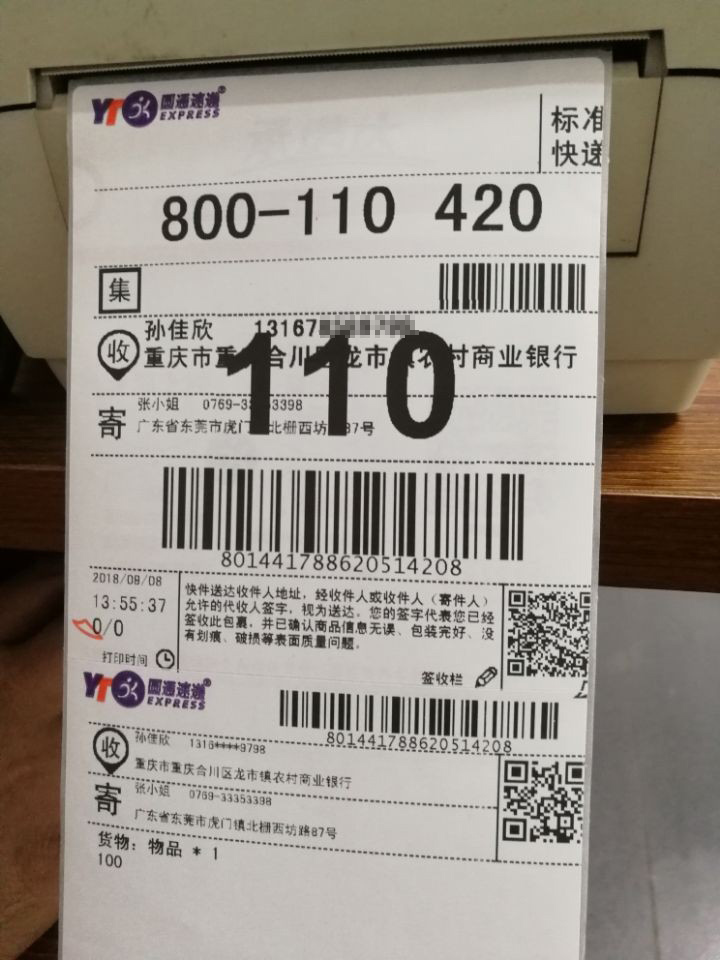 YTO 圆通速递®
EXPRESS
标准
快递
800-110 420
集
收
孙佳欣 13167
重庆市重 合川区龙市镇农村商业银行
110
寄
张小姐 0769-33353398
广东省东莞市虎门 北栅西坊 87号
801441788620514208
2018/08/08
13:55:37
0/0
打印时间
快件送达收件人地址，经收件人或收件人（寄件人）
允许的代收人签字，视为送达。您的签字代表您已经
签收此包裹，并已确认商品信息无误、包装完好、没
有划痕、破损等表面质量问题。
签收栏
YTO 圆通速递®
EXPRESS
801441788620514208
收
孙佳欣 1316****9798
重庆市重庆合川区龙市镇农村商业银行
寄
张小姐 0769-33353398
广东省东莞市虎门镇北栅西坊路87号
货物：物品 * 1
100